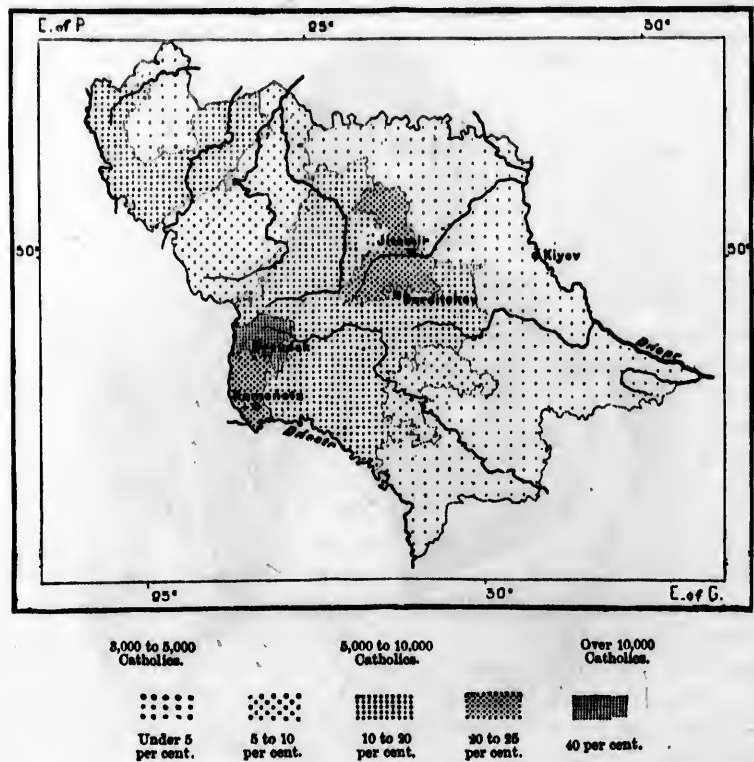 E. of P. 25° 30°
50° 50°
Jitomir
Kiyov
Berditchev
Dnepr
Kamenetz
Dniestr
25° 30° E. of G.
3,000 to 5,000 5,000 to 10,000 Over 10,000
Catholics. Catholics. Catholics.
Under 5 5 to 10 10 to 20 20 to 25 40 per cent.
per cent. per cent. per cent. per cent.